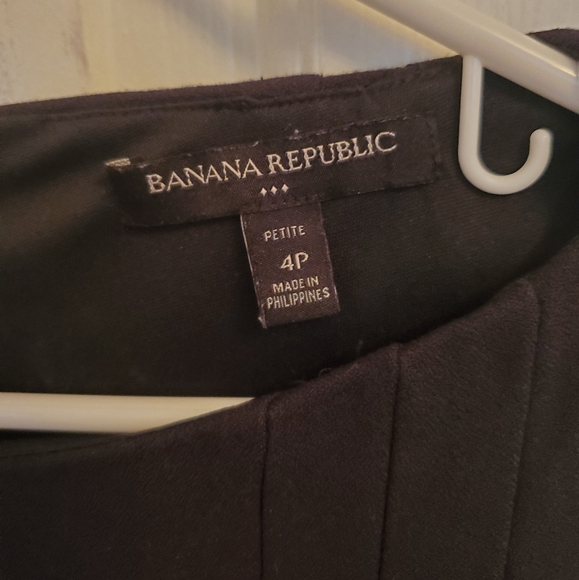 BANANA REPUBLIC
PETITE
4P
MADE IN
PHILIPPINES